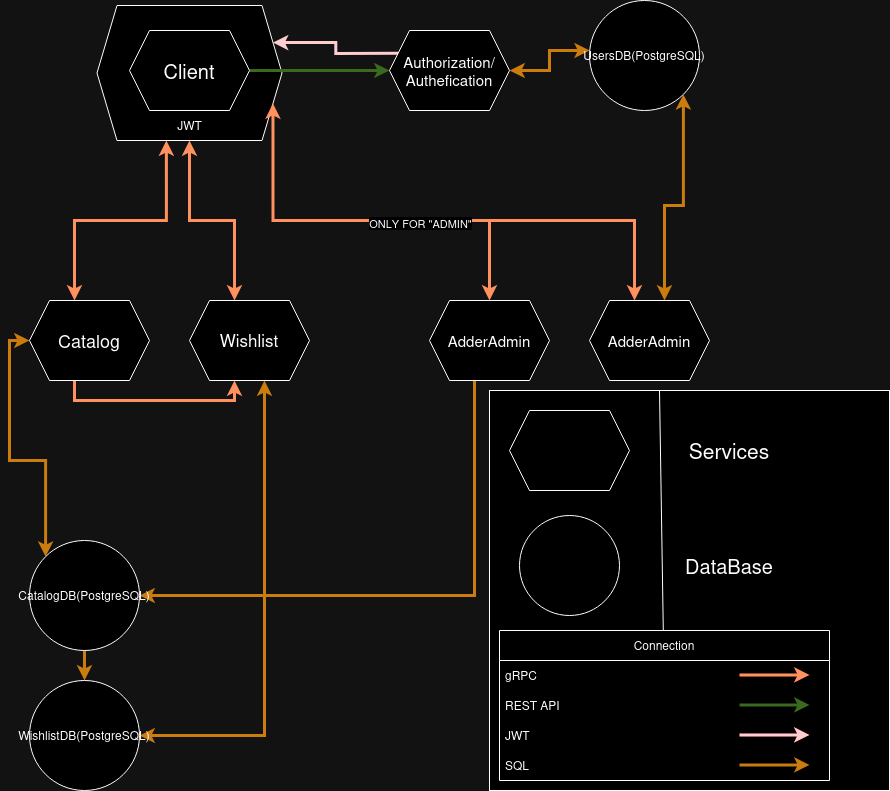 Client
JWT
Authorization/
Authefication
UsersDB(PostgreSQL)
ONLY FOR "ADMIN"
Catalog
Wishlist
AdderAdmin
AdderAdmin
Services
DataBase
CatalogDB(PostgreSQL)
WishlistDB(PostgreSQL)
Connection
gRPC
REST API
JWT
SQL